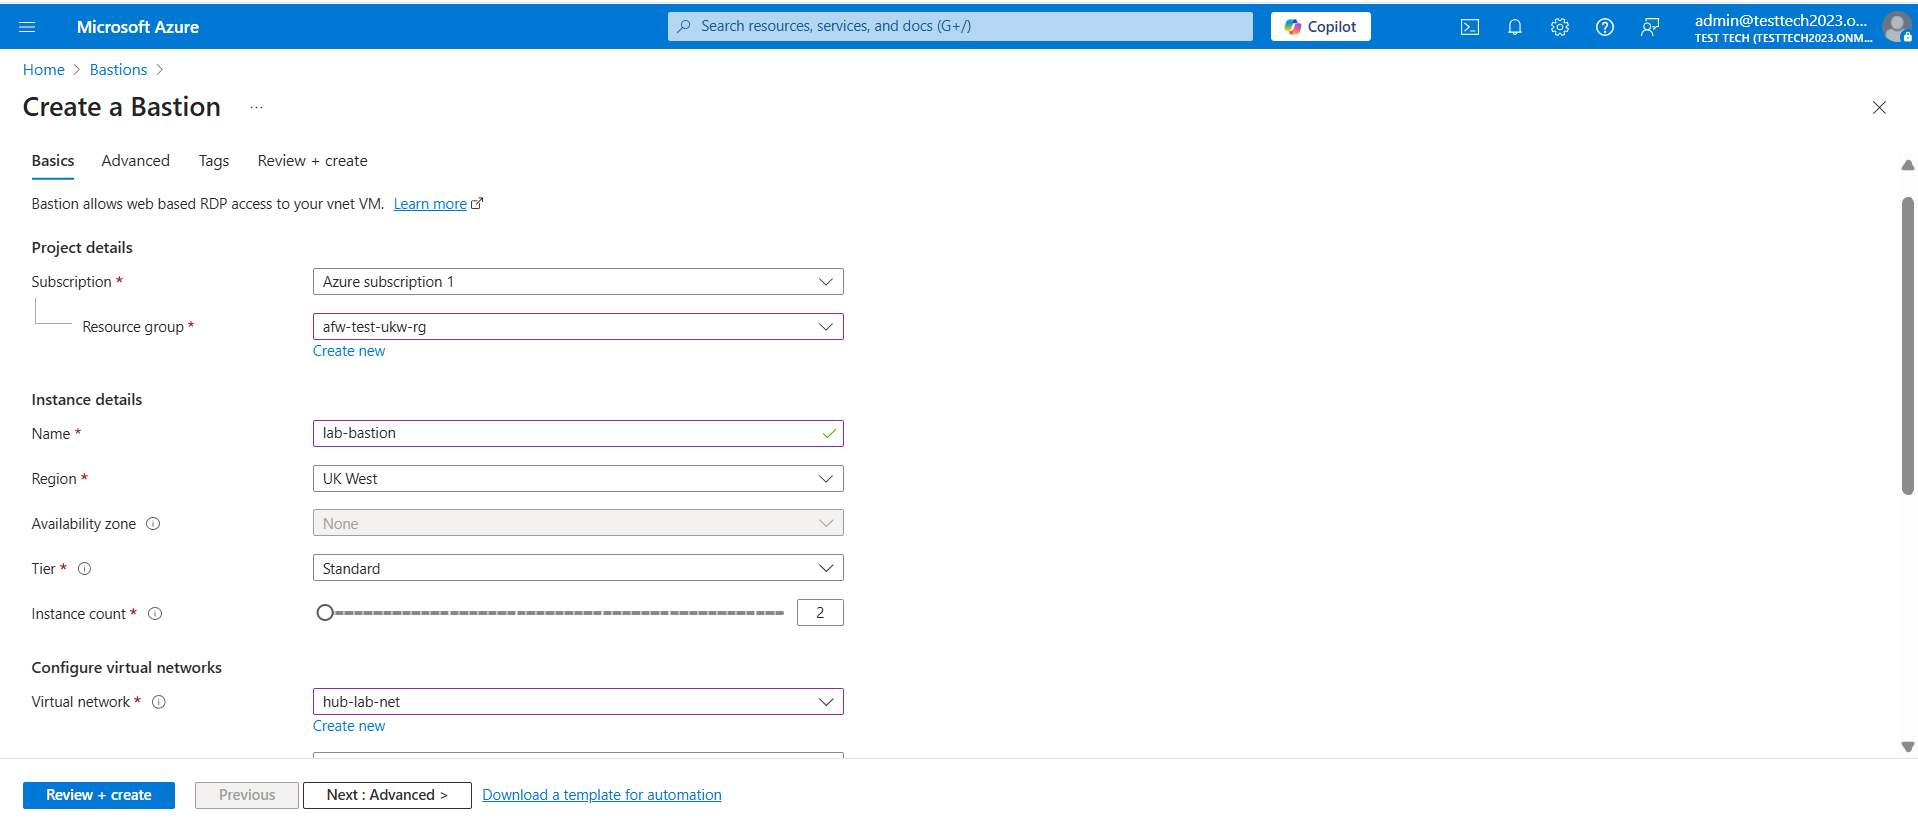 Microsoft Azure
Search resources, services, and docs (G+/)
Copilot
admin@testtech2023.o...
TEST TECH (TESTTECH2023.ONM...
Home > Bastions >
Create a Bastion ...
Basics Advanced Tags Review + create
Bastion allows web based RDP access to your vnet VM. Learn more
Project details
Subscription * Azure subscription 1
Resource group * afw-test-ukw-rg
Create new
Instance details
Name * lab-bastion
Region * UK West
Availability zone None
Tier * Standard
Instance count * 2
Configure virtual networks
Virtual network * hub-lab-net
Create new
Review + create Previous Next : Advanced > Download a template for automation